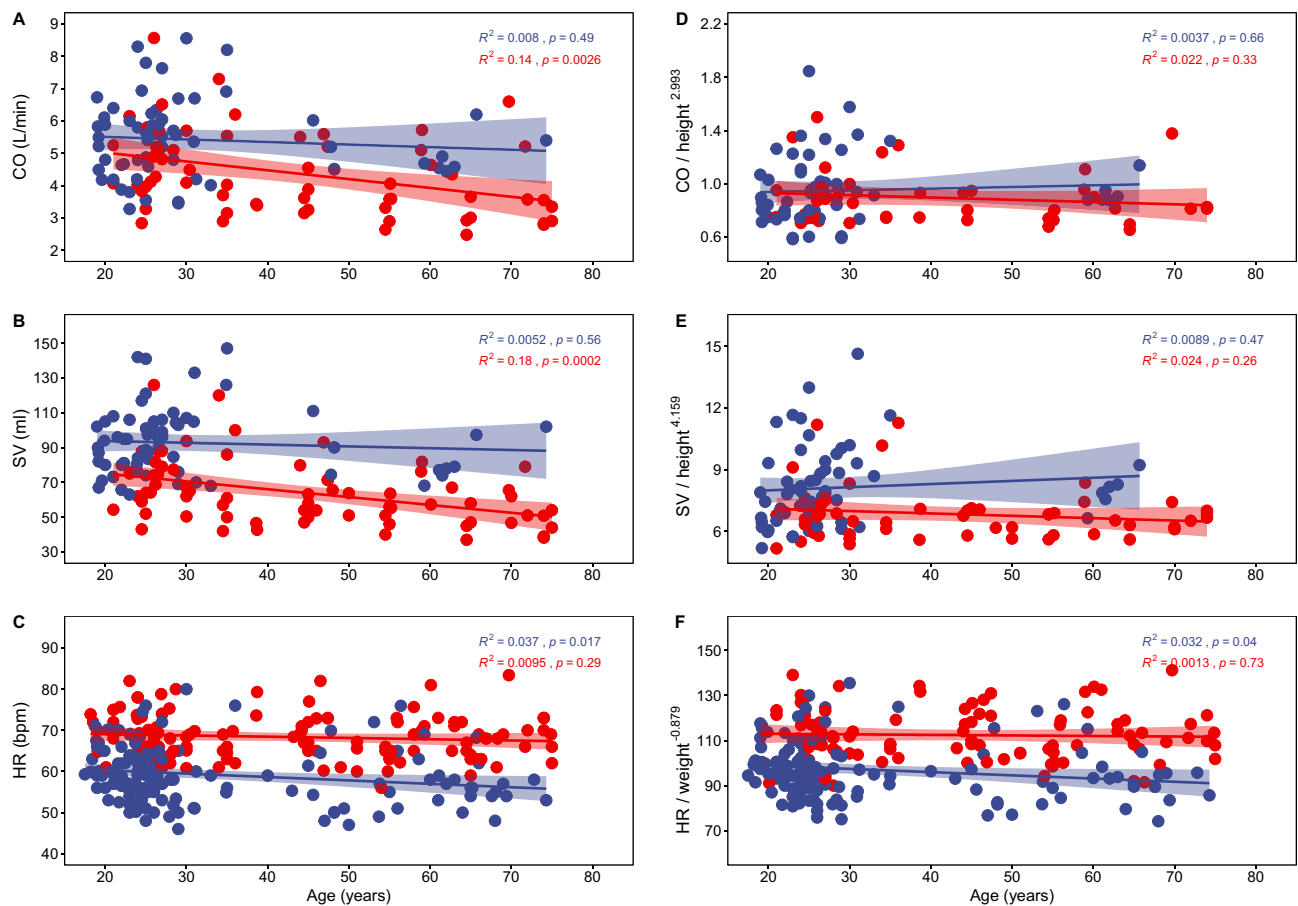 A
CO (L/min)
9
8
7
6
5
4
3
2
R² = 0.008 , p = 0.49
R² = 0.14 , p = 0.0026
20 30 40 50 60 70 80
D
CO / height 2.993
2.2
1.8
1.4
1.0
0.6
R² = 0.0037 , p = 0.66
R² = 0.022 , p = 0.33
20 30 40 50 60 70 80
B
SV (ml)
150
130
110
90
70
50
30
R² = 0.0052 , p = 0.56
R² = 0.18 , p = 0.0002
20 30 40 50 60 70 80
E
SV / height4.159
15
12
9
6
R² = 0.0089 , p = 0.47
R² = 0.024 , p = 0.26
20 30 40 50 60 70 80
C
HR (bpm)
90
80
70
60
50
40
R² = 0.037 , p = 0.017
R² = 0.0095 , p = 0.29
20 30 40 50 60 70 80
Age (years)
F
HR / weight-0.879
150
130
110
90
70
R² = 0.032 , p = 0.04
R² = 0.0013 , p = 0.73
20 30 40 50 60 70 80
Age (years)